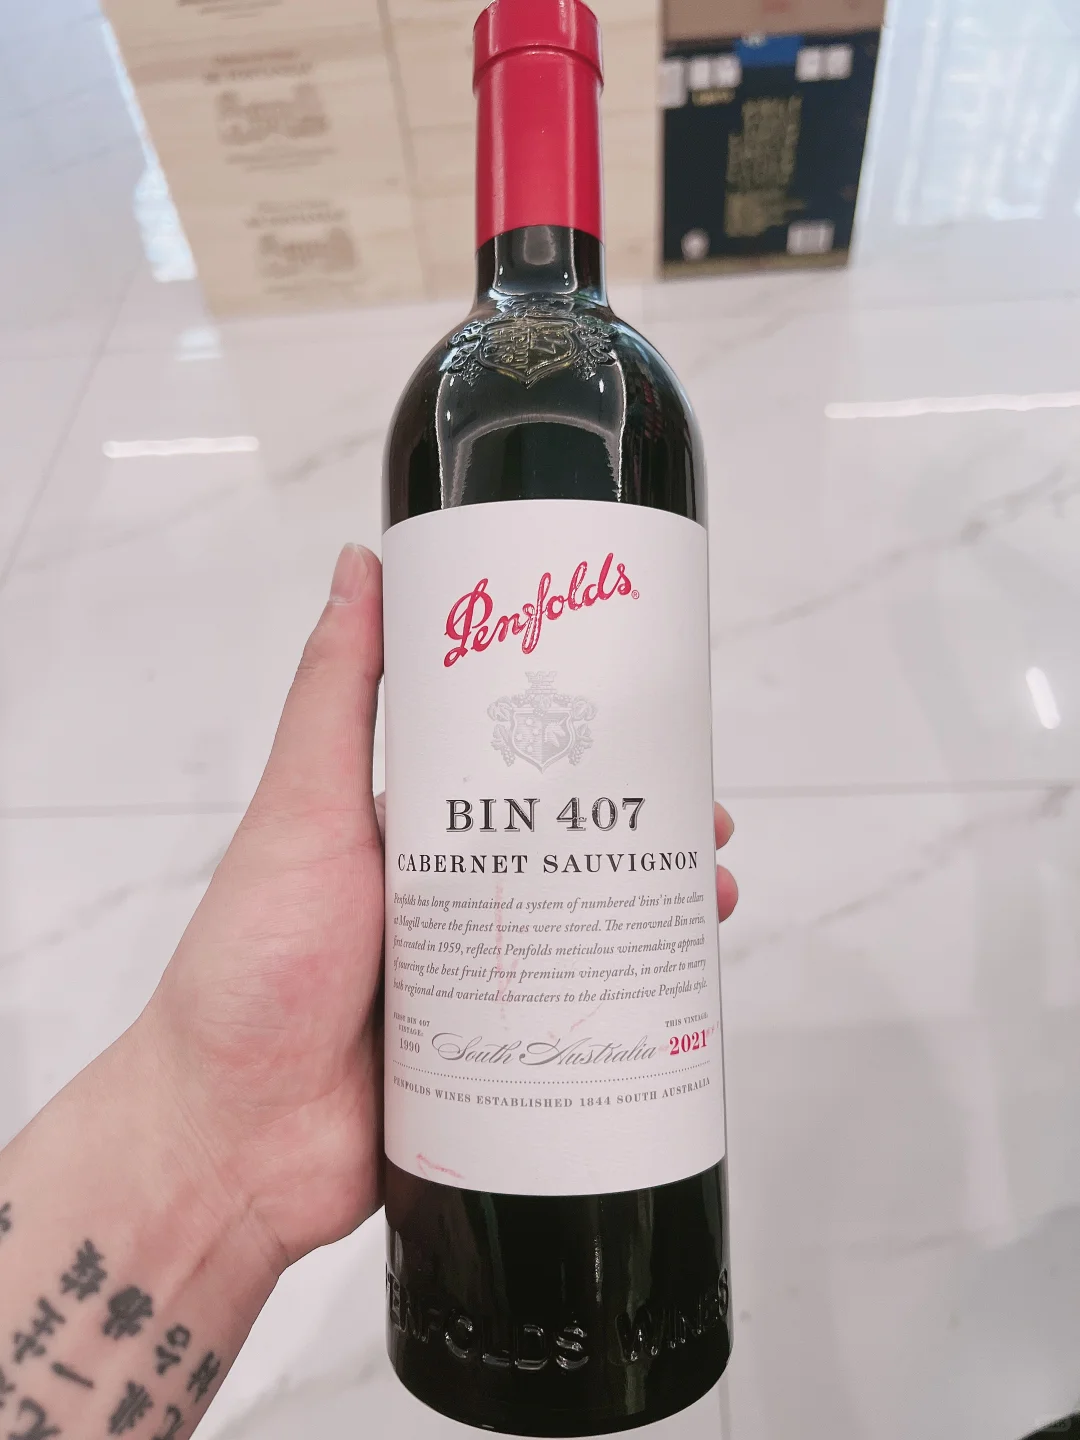 Penfolds®
BIN 407
CABERNET SAUVIGNON
Penfolds has long maintained a system of numbered 'bins' in the cellars
at Magill where the finest wines were stored. The renowned Bin series,
first created in 1959, reflects Penfolds meticulous winemaking approach
of sourcing the best fruit from premium vineyards, in order to marry
both regional and varietal characters to the distinctive Penfolds style.
FIRST BIN 407
VINTAGE:
1990
South Australia
THIS VINTAGE:
2021
PENFOLDS WINES ESTABLISHED 1844 SOUTH AUSTRALIA
PENFOLDS WINES